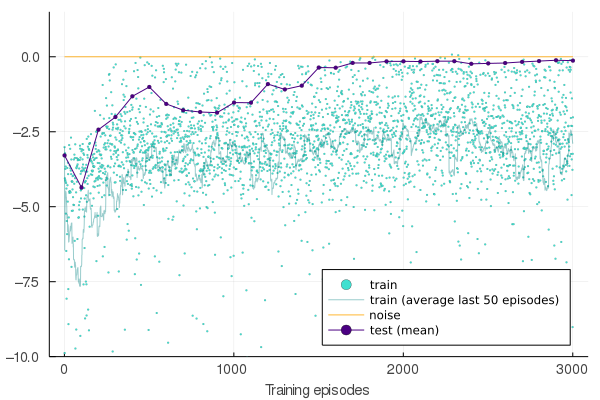 0.0
−2.5
−5.0
−7.5
−10.0
train
train (average last 50 episodes)
noise
test (mean)
0
1000
2000
3000
Training episodes